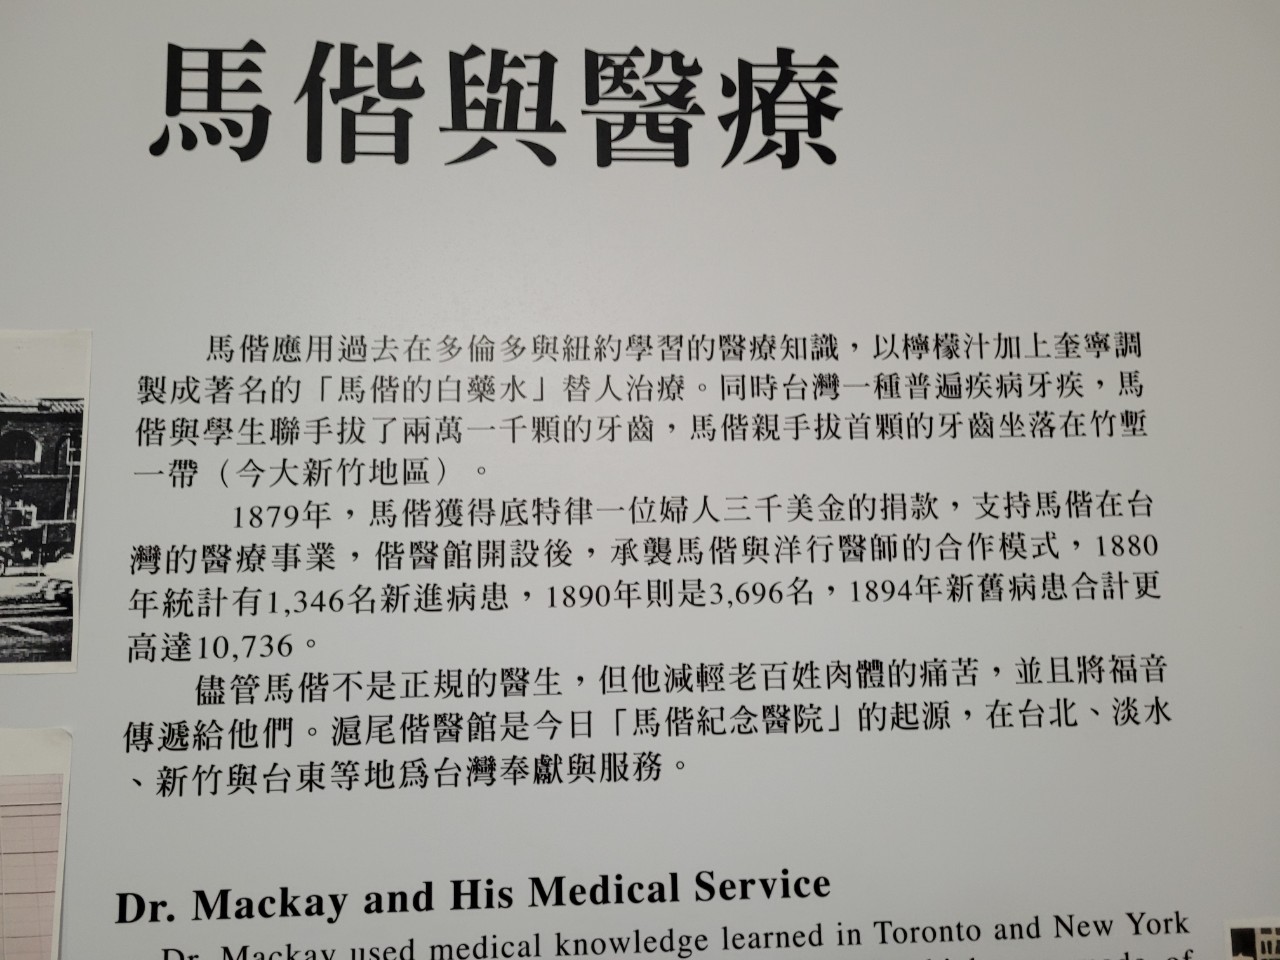 馬偕與醫療
馬偕應用過去在多倫多與紐約學習的醫療知識，以檸檬汁加上奎寧調
製成著名的「馬偕的白藥水」替人治療。同時台灣一種普遍疾病牙疾，馬
偕與學生聯手拔了兩萬一千顆的牙齒，馬偕親手拔首顆的牙齒坐落在竹塹
一帶（今大新竹地區）。
1879年，馬偕獲得底特律一位婦人三千美金的捐款，支持馬偕在台
灣的醫療事業，偕醫館開設後，承襲馬偕與洋行醫師的合作模式，1880
年統計有1,346名新進病患，1890年則是3,696名，1894年新舊病患合計更
高達10,736。
儘管馬偕不是正規的醫生，但他減輕老百姓肉體的痛苦，並且將福音
傳遞給他們。滬尾偕醫館是今日「馬偕紀念醫院」的起源，在台北、淡水
、新竹與台東等地為台灣奉獻與服務。
Dr. Mackay and His Medical Service
Dr. Mackay used medical knowledge learned in Toronto and New York
made of